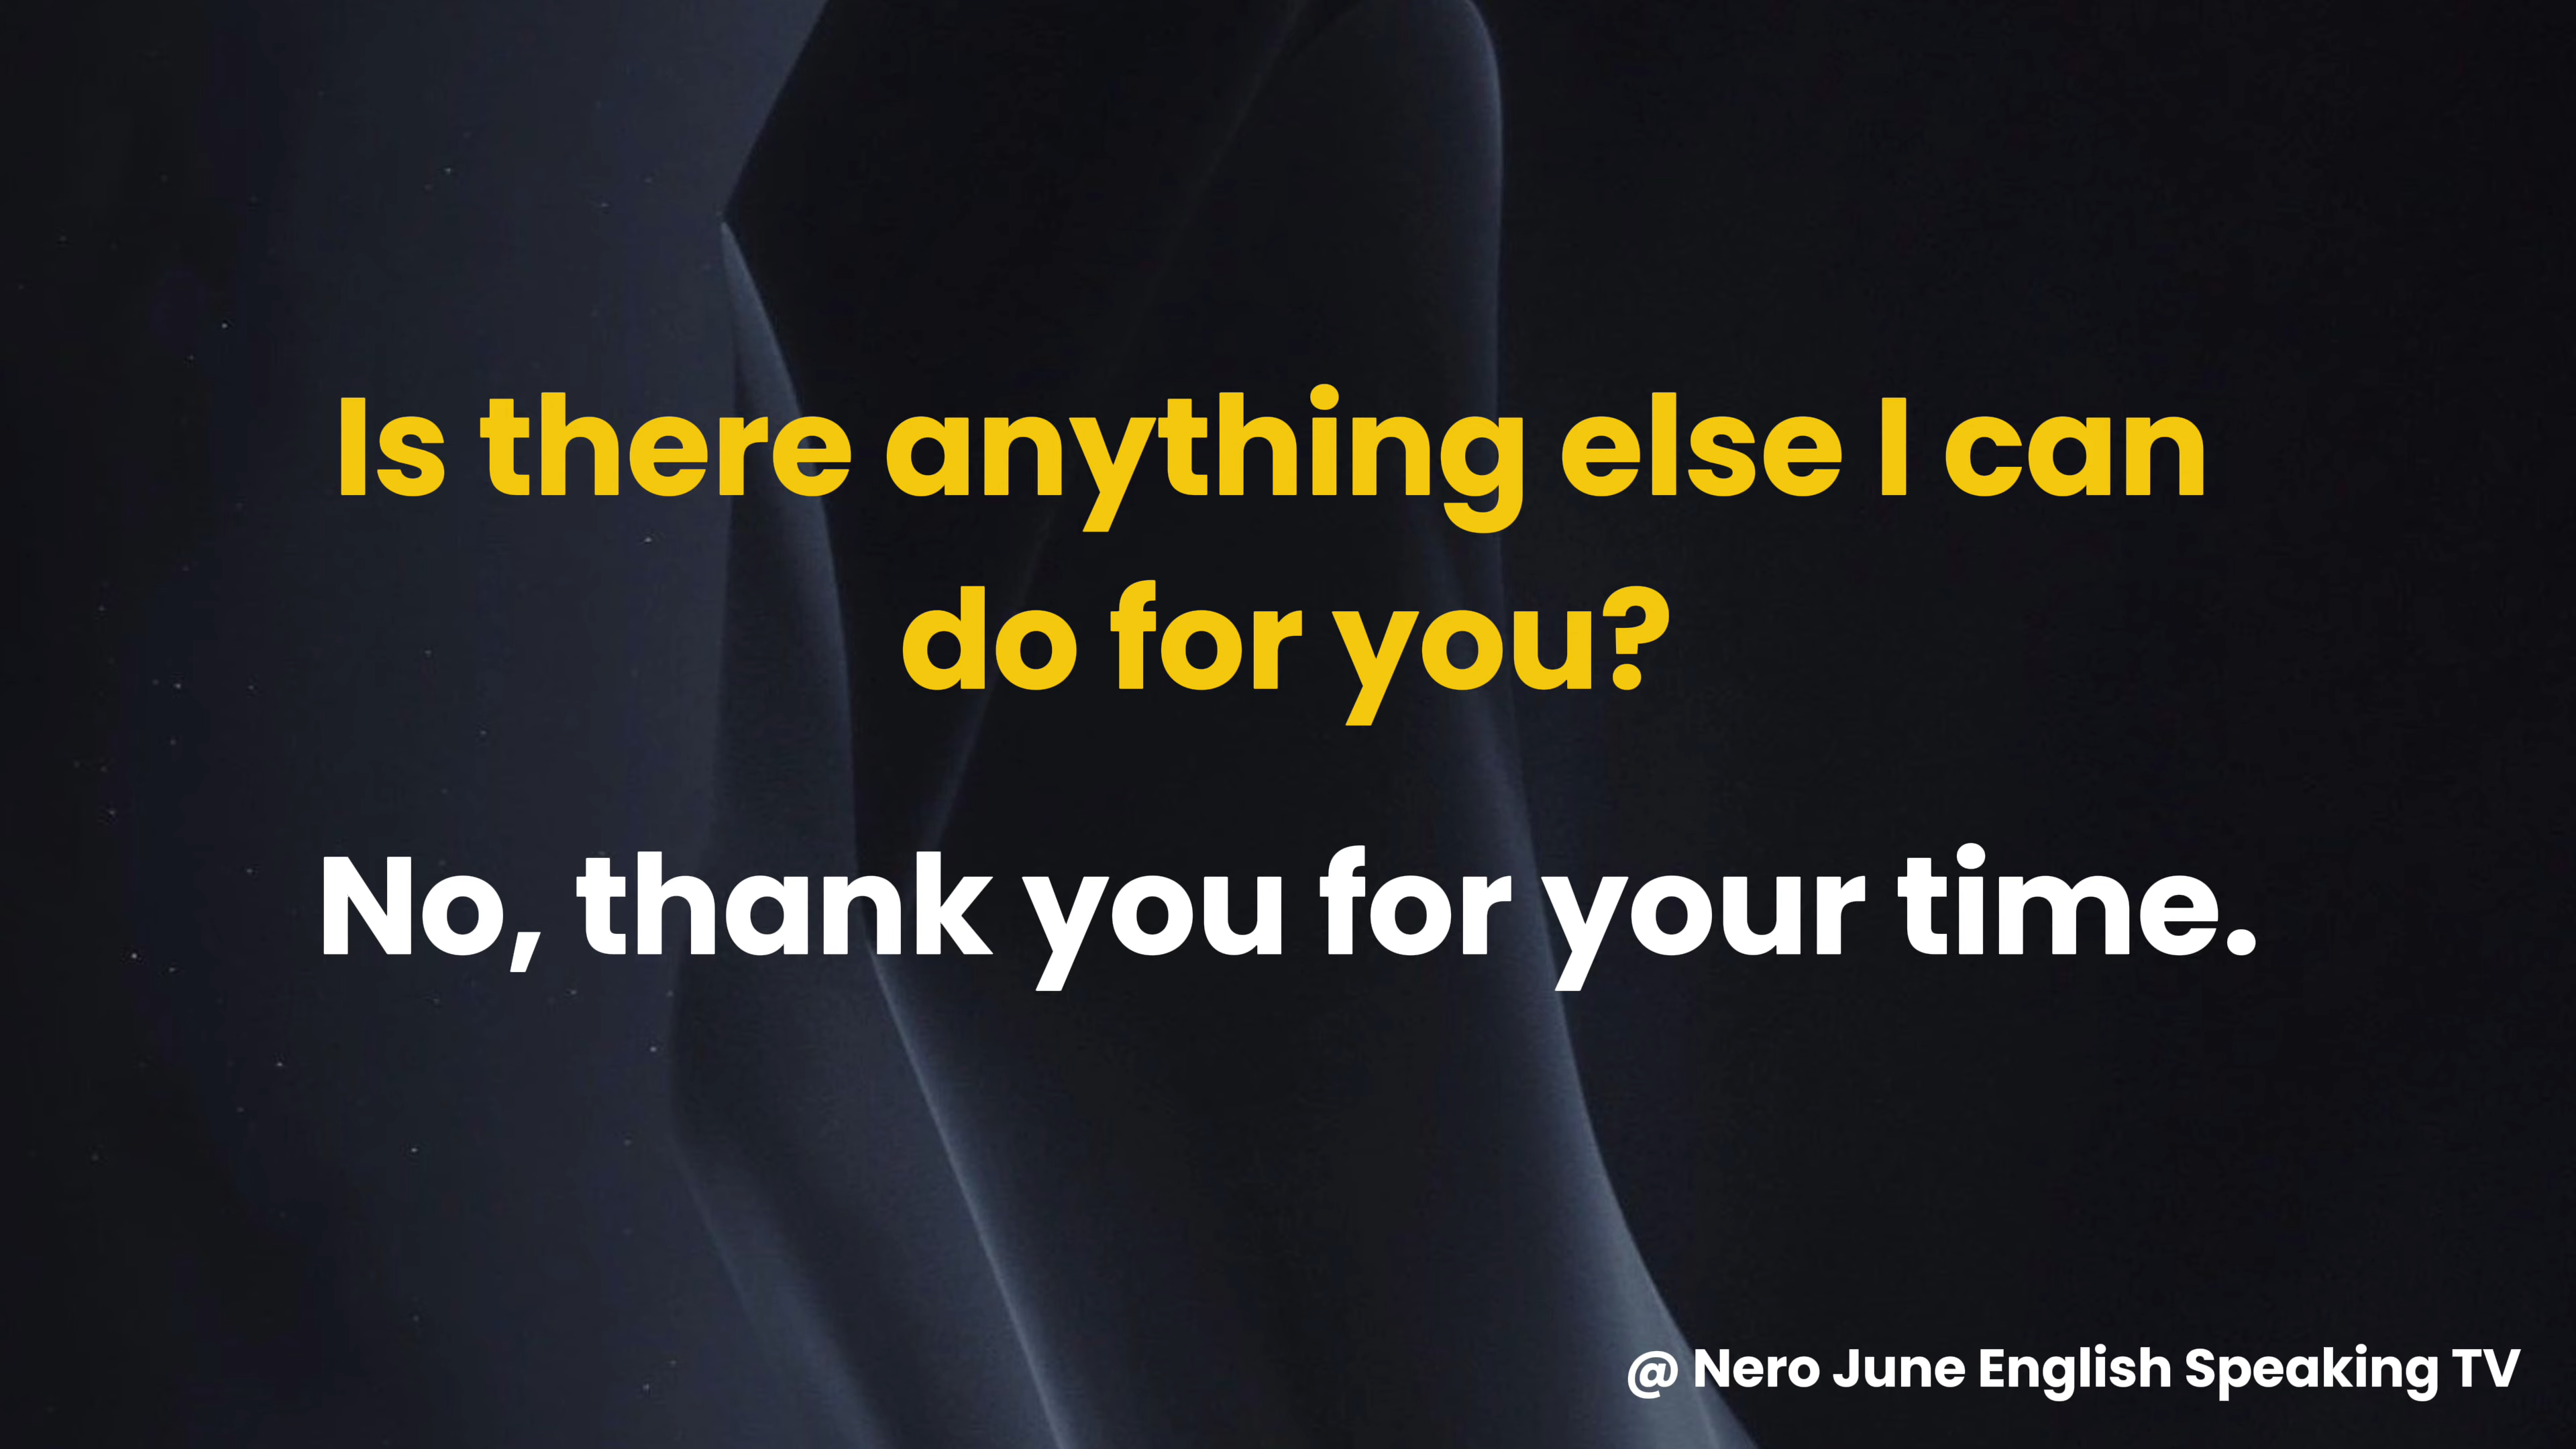 Is there anything else I can
do for you?
No, thank you for your time.
@ Nero June English Speaking TV